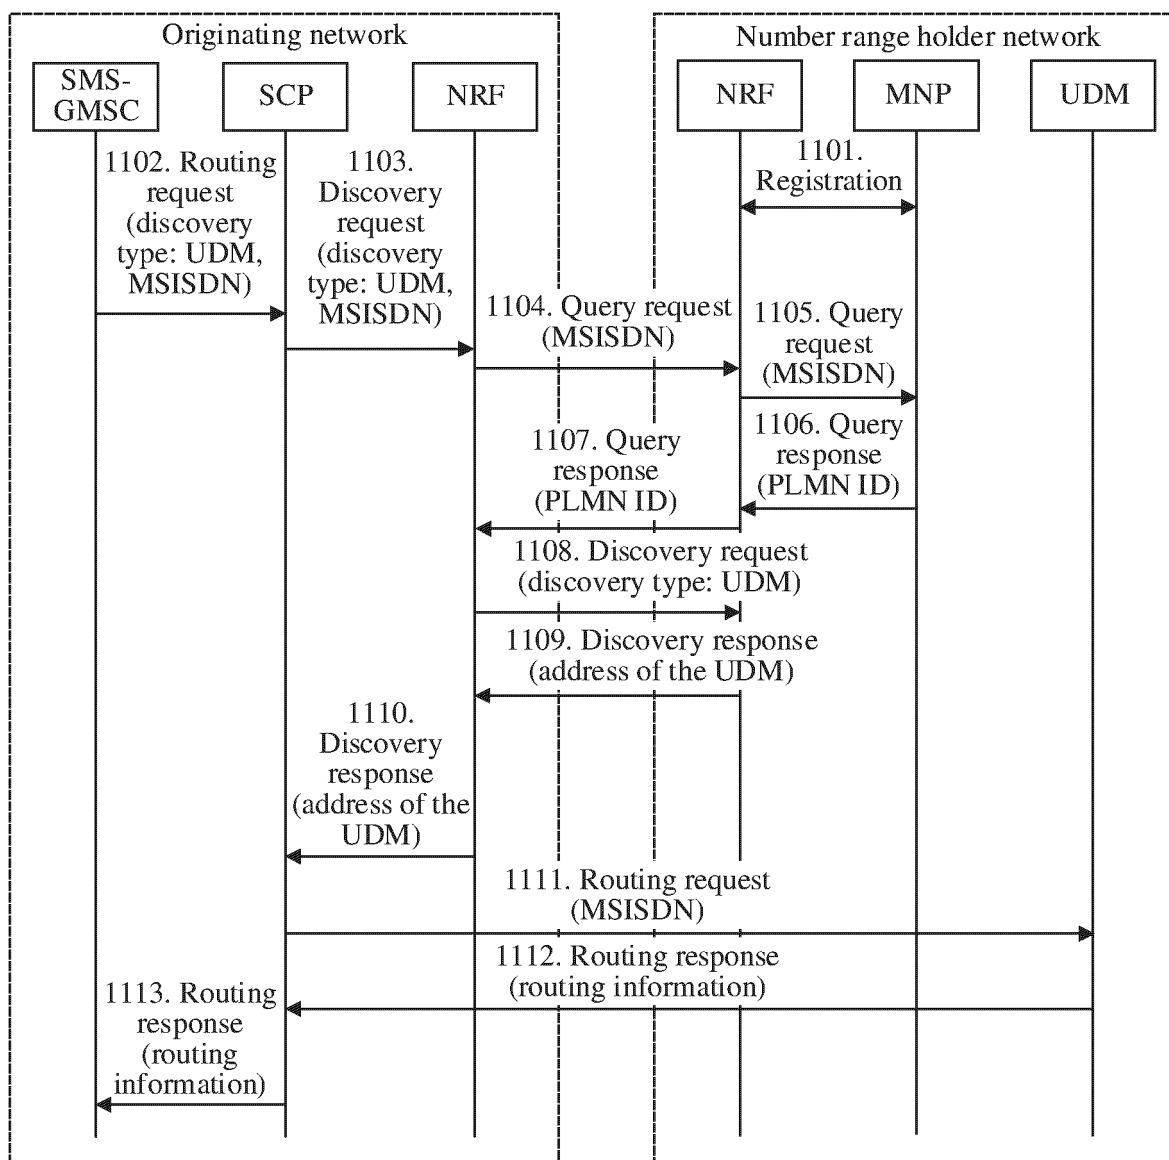 Originating network
Number range holder network
SMS-
GMSC
SCP
NRF
NRF
MNP
UDM
1101.
Registration
1102. Routing
request
(discovery
type: UDM,
MSISDN)
1103.
Discovery
request
(discovery
type: UDM,
MSISDN)
1104. Query request
(MSISDN)
1105. Query
request
(MSISDN)
1106. Query
response
(PLMN ID)
1107. Query
response
(PLMN ID)
1108. Discovery request
(discovery type: UDM)
1109. Discovery response
(address of the UDM)
1110.
Discovery
response
(address of the
UDM)
1111. Routing request
(MSISDN)
1112. Routing response
(routing information)
1113. Routing
response
(routing
information)